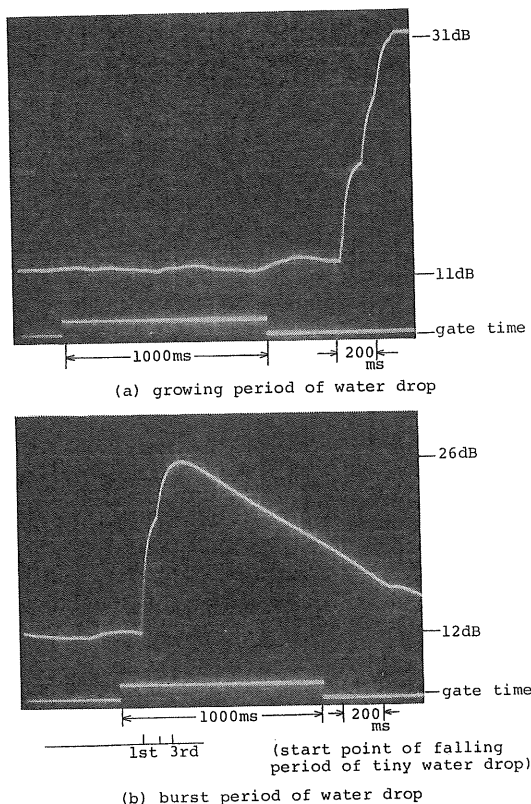 31dB
11dB
gate time
1000ms
200
ms
(a) growing period of water drop
26dB
12dB
gate time
1000ms
200
ms
1st 3rd
(start point of falling
period of tiny water drop)
(b) burst period of water drop